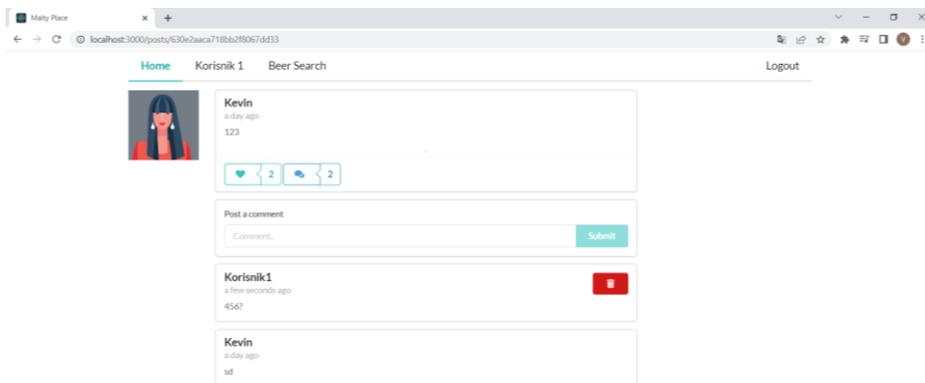 Malty Place
localhost:3000/posts/630e2aaca718bb2f8067dd33
V
Home Korisnik 1 Beer Search Logout
Kevin
a day ago
123
2 2
Post a comment
Comment..
Submit
Korisnik1
a few seconds ago
456?
Kevin
a day ago
sd